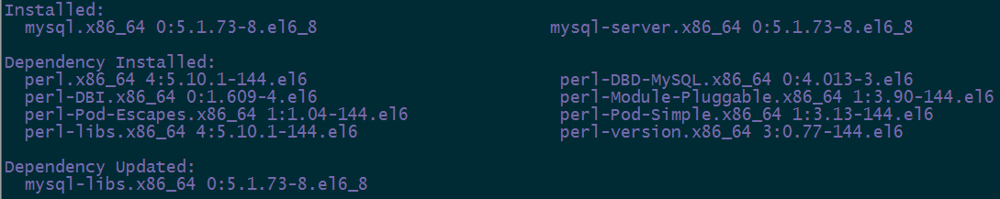 Installed:
mysql.x86_64 0:5.1.73-8.el6_8 mysql-server.x86_64 0:5.1.73-8.el6_8
Dependency Installed:
perl.x86_64 4:5.10.1-144.el6 perl-DBD-MySQL.x86_64 0:4.013-3.el6
perl-DBI.x86_64 0:1.609-4.el6 perl-Module-Pluggable.x86_64 1:3.90-144.el6
perl-Pod-Escapes.x86_64 1:1.04-144.el6 perl-Pod-Simple.x86_64 1:3.13-144.el6
perl-libs.x86_64 4:5.10.1-144.el6 perl-version.x86_64 3:0.77-144.el6
Dependency Updated:
mysql-libs.x86_64 0:5.1.73-8.el6_8